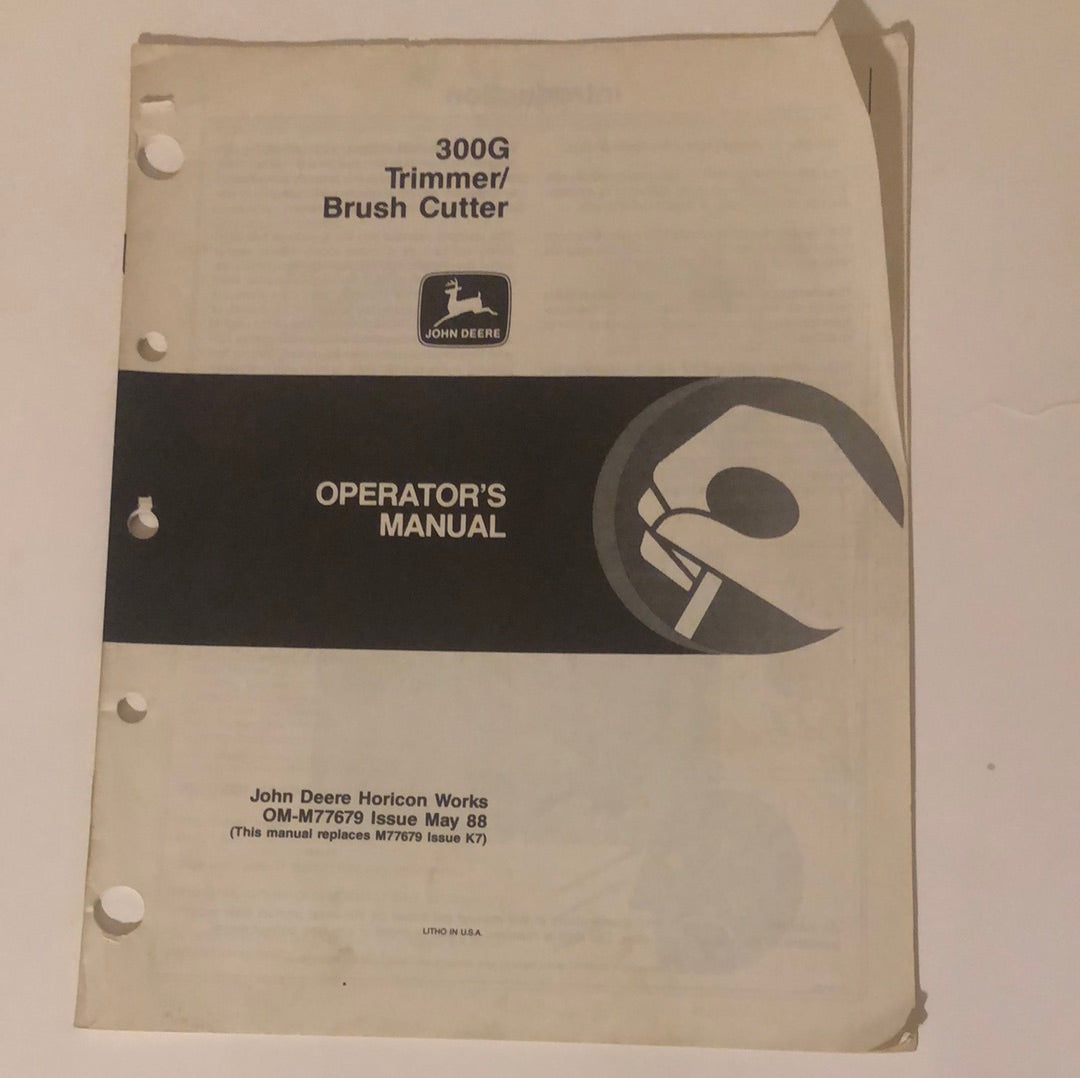 300G
Trimmer/
Brush Cutter
JOHN DEERE
OPERATOR'S
MANUAL
John Deere Horicon Works
OM-M77679 Issue May 88
(This manual replaces M77679 Issue K7)
LITHO IN U.S.A.